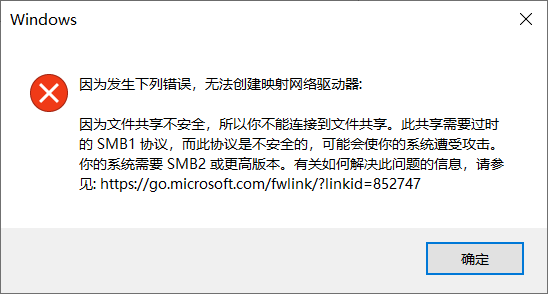 Windows
因为发生下列错误，无法创建映射网络驱动器:
因为文件共享不安全，所以你不能连接到文件共享。此共享需要过时
的 SMB1 协议，而此协议是不安全的，可能会使你的系统遭受攻击。
你的系统需要 SMB2 或更高版本。有关如何解决此问题的信息，请参
见: https://go.microsoft.com/fwlink/?linkid=852747
确定